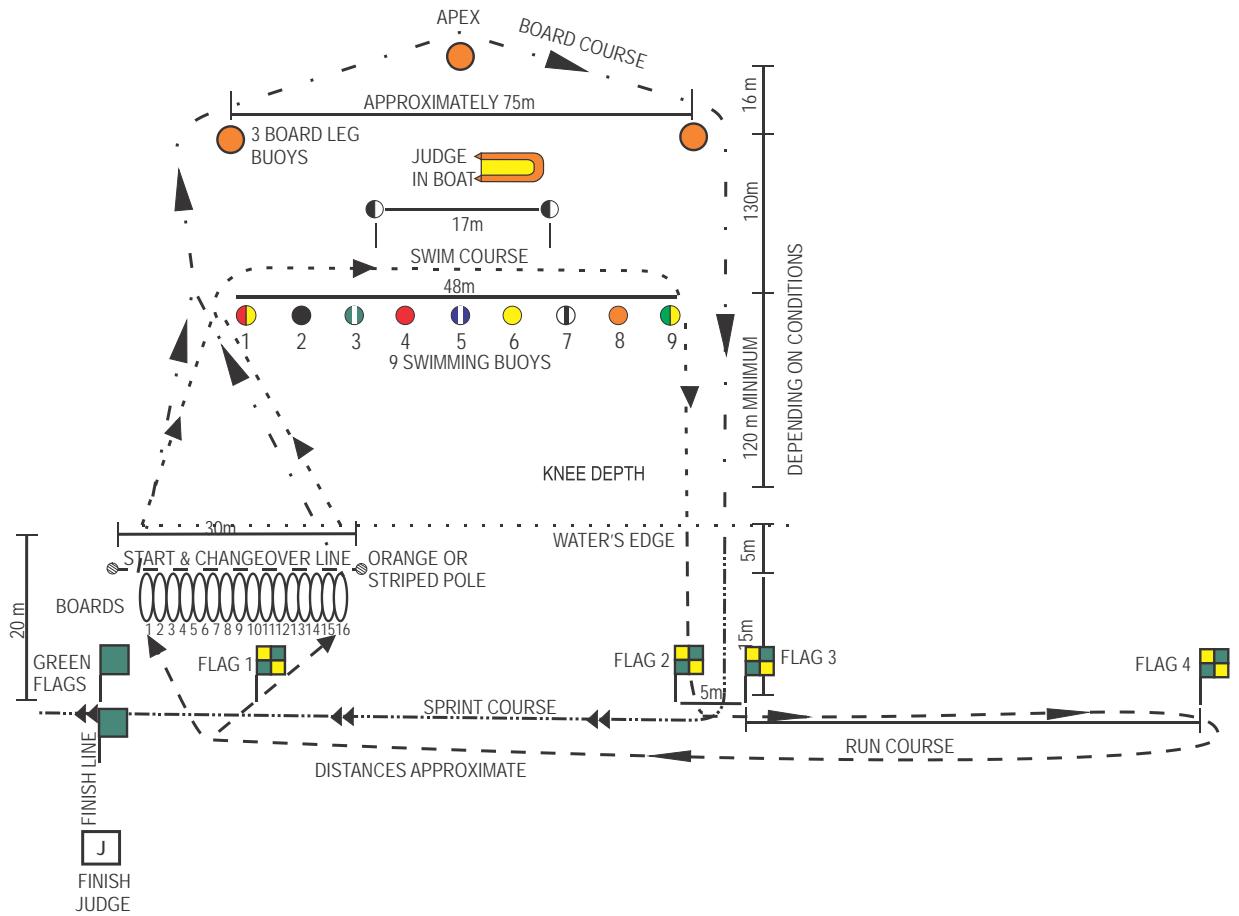 APEX
BOARD COURSE
16 m
APPROXIMATELY 75m
3 BOARD LEG
BUOYS
JUDGE
IN BOAT
130m
17m
SWIM COURSE
48m
1 2 3 4 5 6 7 8 9
9 SWIMMING BUOYS
120 m MINIMUM
DEPENDING ON CONDITIONS
KNEE DEPTH
30m
WATER'S EDGE
5m
START & CHANGEOVER LINE
ORANGE OR
STRIPED POLE
BOARDS
20 m
1 2 3 4 5 6 7 8 9 10 11 12 13 14 15 16
15m
GREEN
FLAGS
FLAG 1
FLAG 2
FLAG 3
FLAG 4
5m
SPRINT COURSE
RUN COURSE
DISTANCES APPROXIMATE
FINISH LINE
J
FINISH
JUDGE